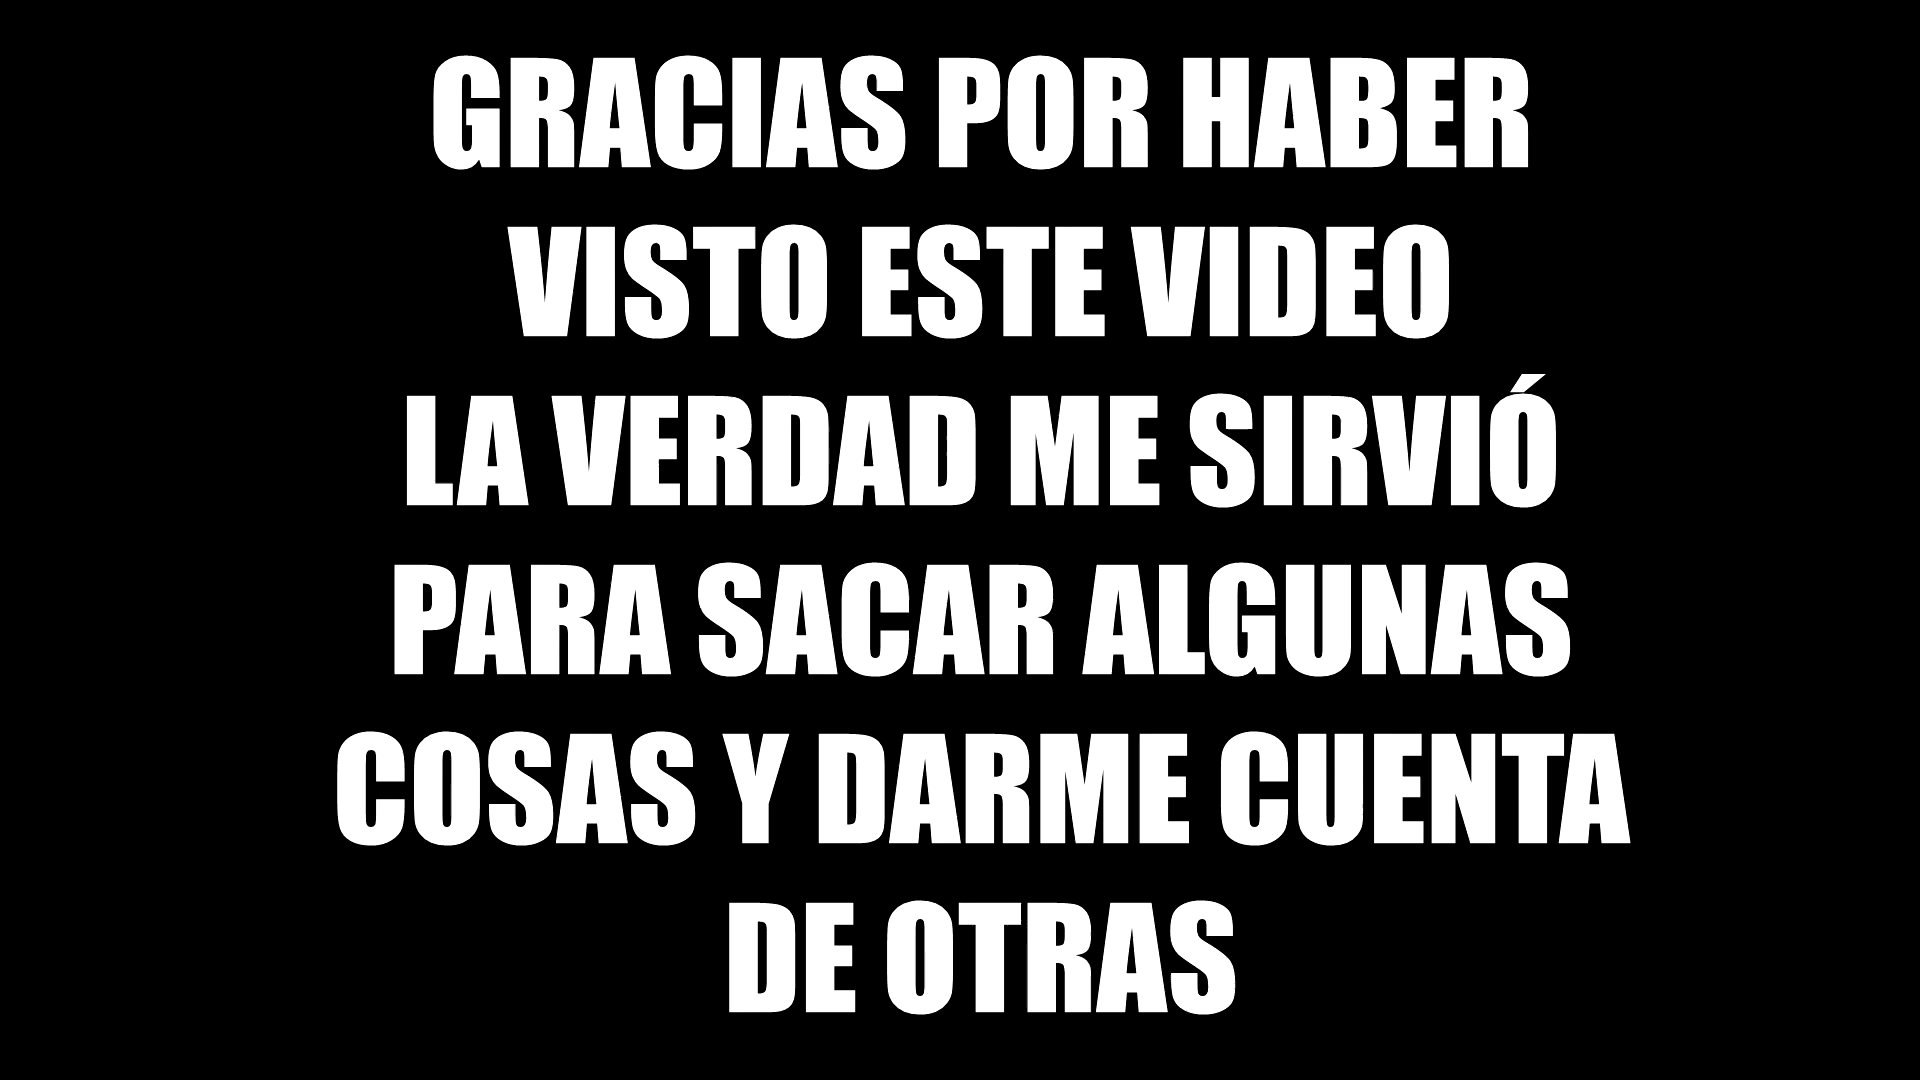 GRACIAS POR HABER
VISTO ESTE VIDEO
LA VERDAD ME SIRVIÓ
PARA SACAR ALGUNAS
COSAS Y DARME CUENTA
DE OTRAS